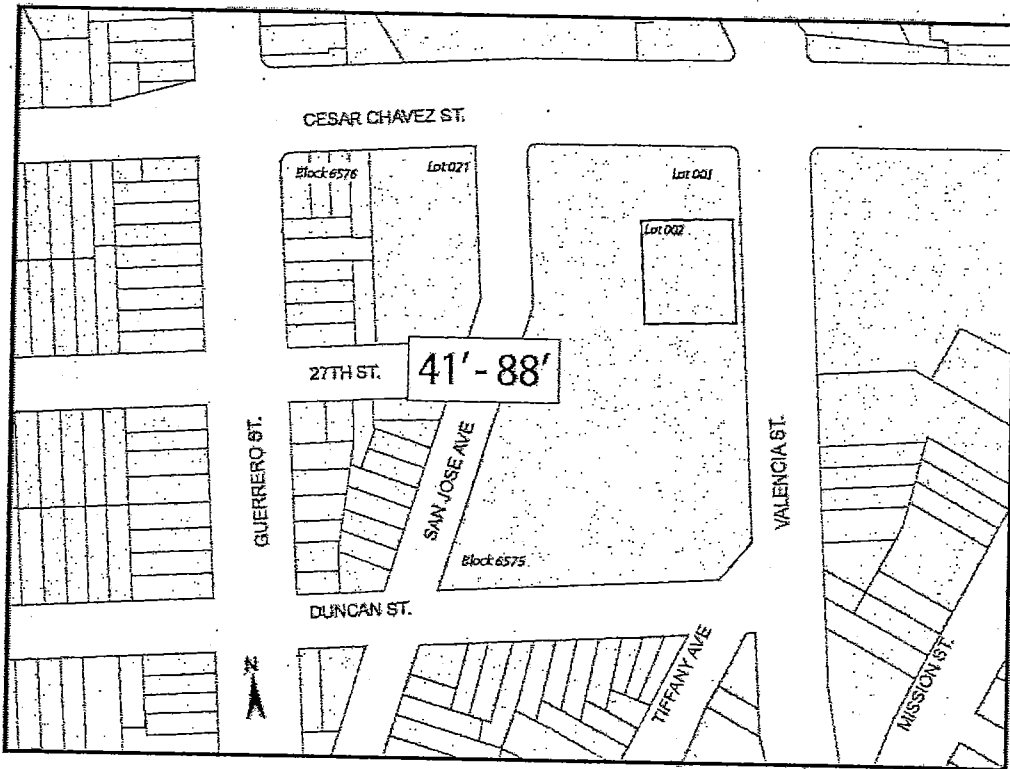 CESAR CHAVEZ ST.
Block 6576
Lot 021
Lot 001
Lot 002
27TH ST.
41' - 88'
GUERRERO ST.
SAN JOSE AVE
VALENCIA ST.
Block 6575
DUNCAN ST.
TIFFANY AVE
MISSION ST.
N